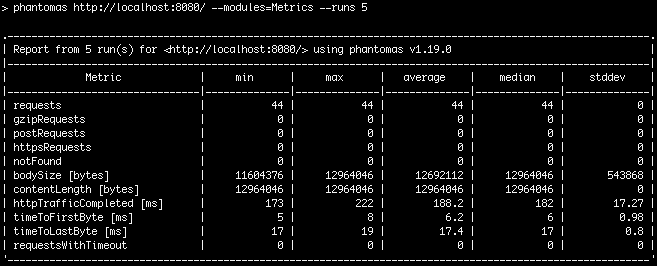 > phantomas http://localhost:8080/ --modules=Metrics --runs 5
Report from 5 run(s) for <http://localhost:8080/> using phantomas v1.19.0
Metric | min | max | average | median | stddev
requests | 44 | 44 | 44 | 44 | 0
gzipRequests | 0 | 0 | 0 | 0 | 0
postRequests | 0 | 0 | 0 | 0 | 0
httpsRequests | 0 | 0 | 0 | 0 | 0
notFound | 0 | 0 | 0 | 0 | 0
bodySize [bytes] | 11604376 | 12964046 | 12692112 | 12964046 | 543868
contentLength [bytes] | 12964046 | 12964046 | 12964046 | 12964046 | 0
httpTrafficCompleted [ms] | 173 | 222 | 188.2 | 182 | 17.27
timeToFirstByte [ms] | 5 | 8 | 6.2 | 6 | 0.98
timeToLastByte [ms] | 17 | 19 | 17.4 | 17 | 0.8
requestsWithTimeout | 0 | 0 | 0 | 0 | 0